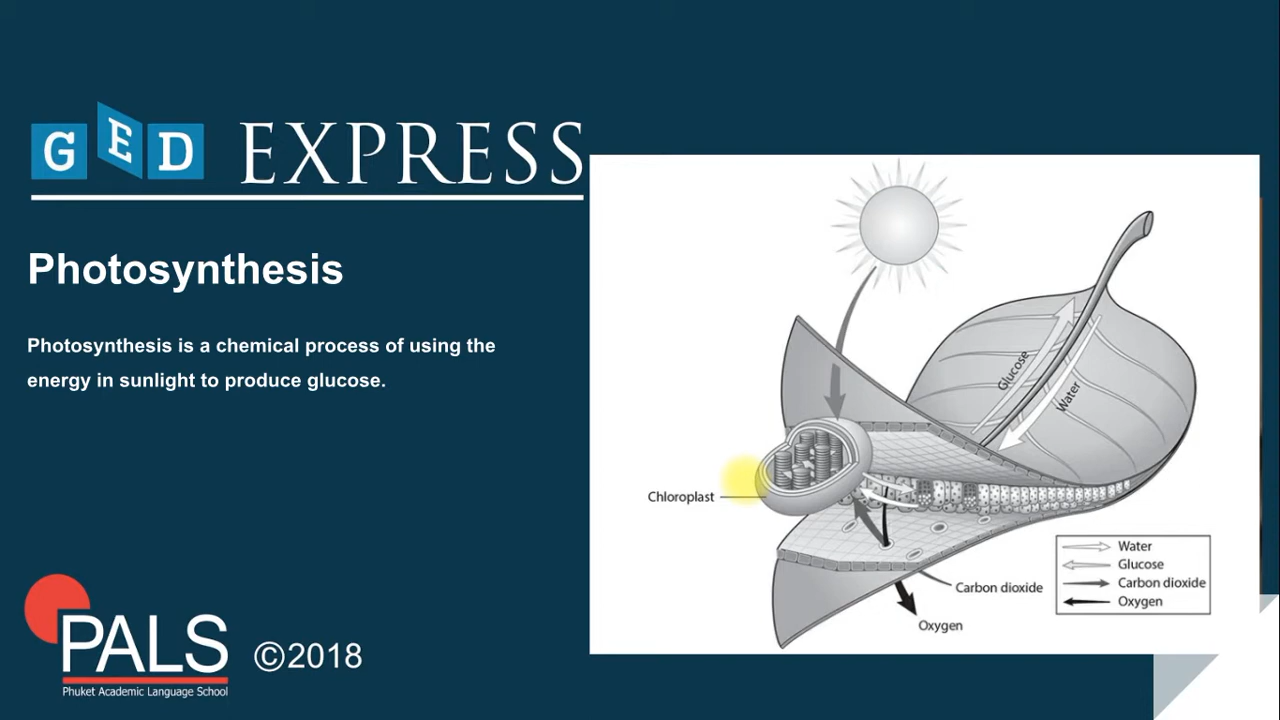 GED EXPRESS
Photosynthesis
Photosynthesis is a chemical process of using the
energy in sunlight to produce glucose.
Glucose
Water
Chloroplast
Carbon dioxide
Oxygen
Water
Glucose
Carbon dioxide
Oxygen
PALS ©2018
Phuket Academic Language School